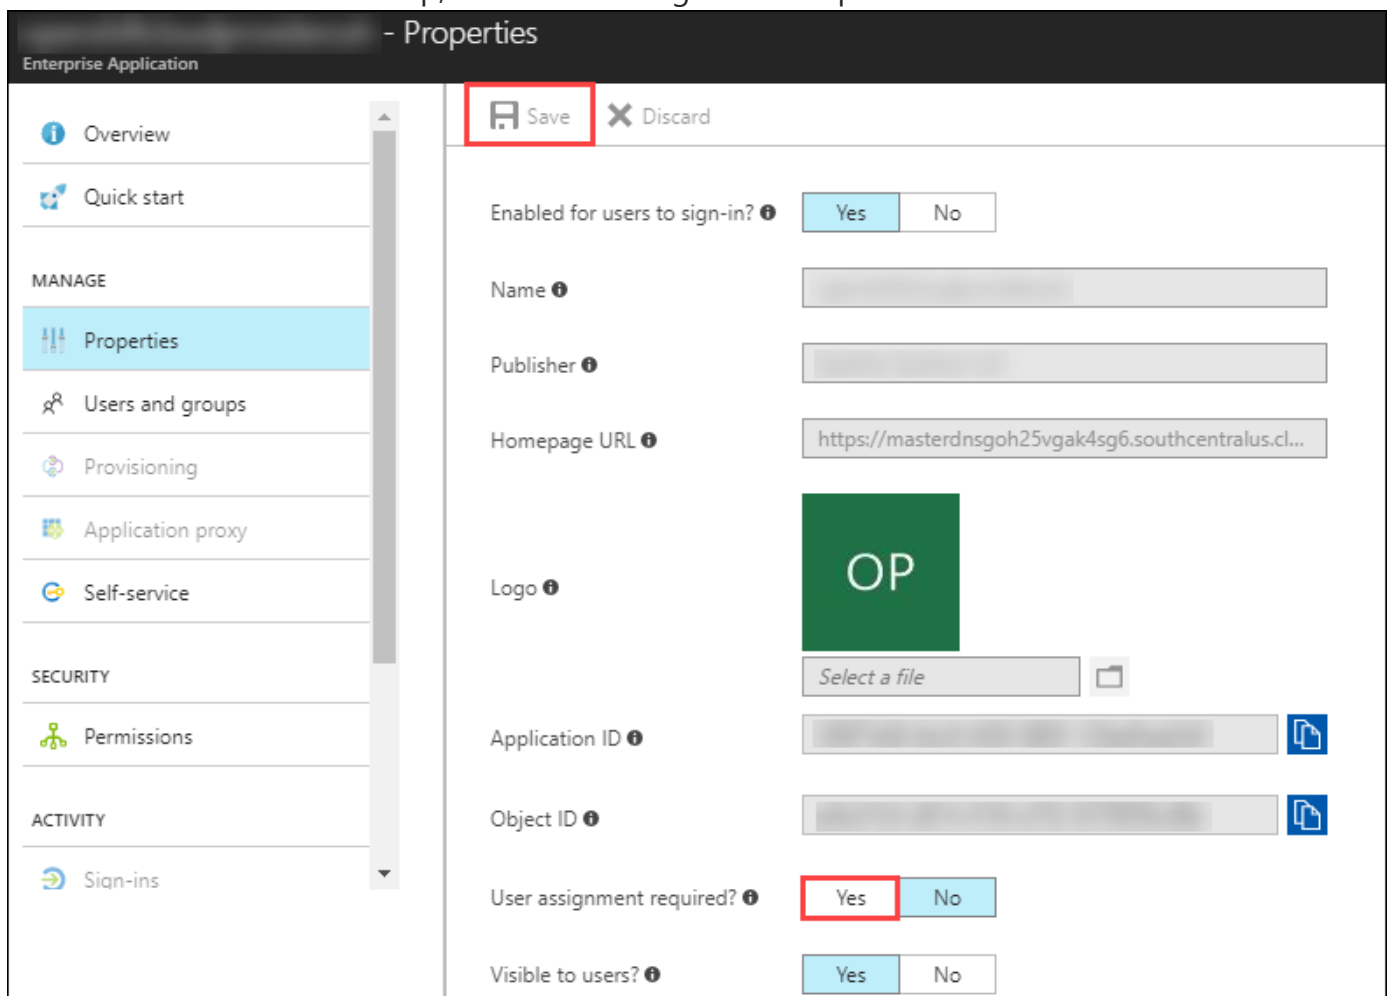 - Properties
Enterprise Application
Save
Discard
Overview
Quick start
MANAGE
Properties
Users and groups
Provisioning
Application proxy
Self-service
SECURITY
Permissions
ACTIVITY
Sign-ins
Enabled for users to sign-in? Yes No
Name
Publisher
Homepage URL https://masterdnsgoh25vgak4sg6.southcentralus.cl...
Logo OP
Select a file
Application ID
Object ID
User assignment required? Yes No
Visible to users? Yes No